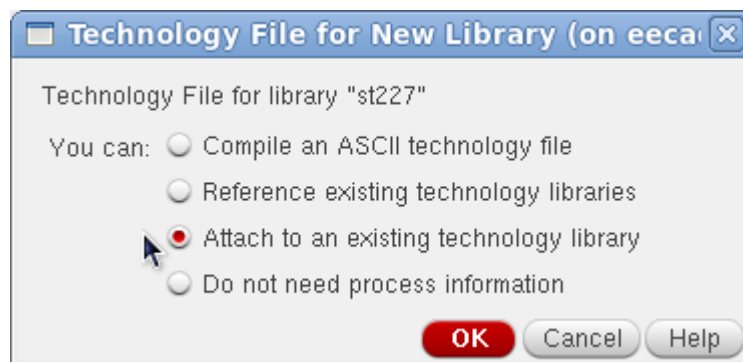 Technology File for New Library (on eeca
Technology File for library "st227"
You can: Compile an ASCII technology file
Reference existing technology libraries
Attach to an existing technology library
Do not need process information
OK Cancel Help